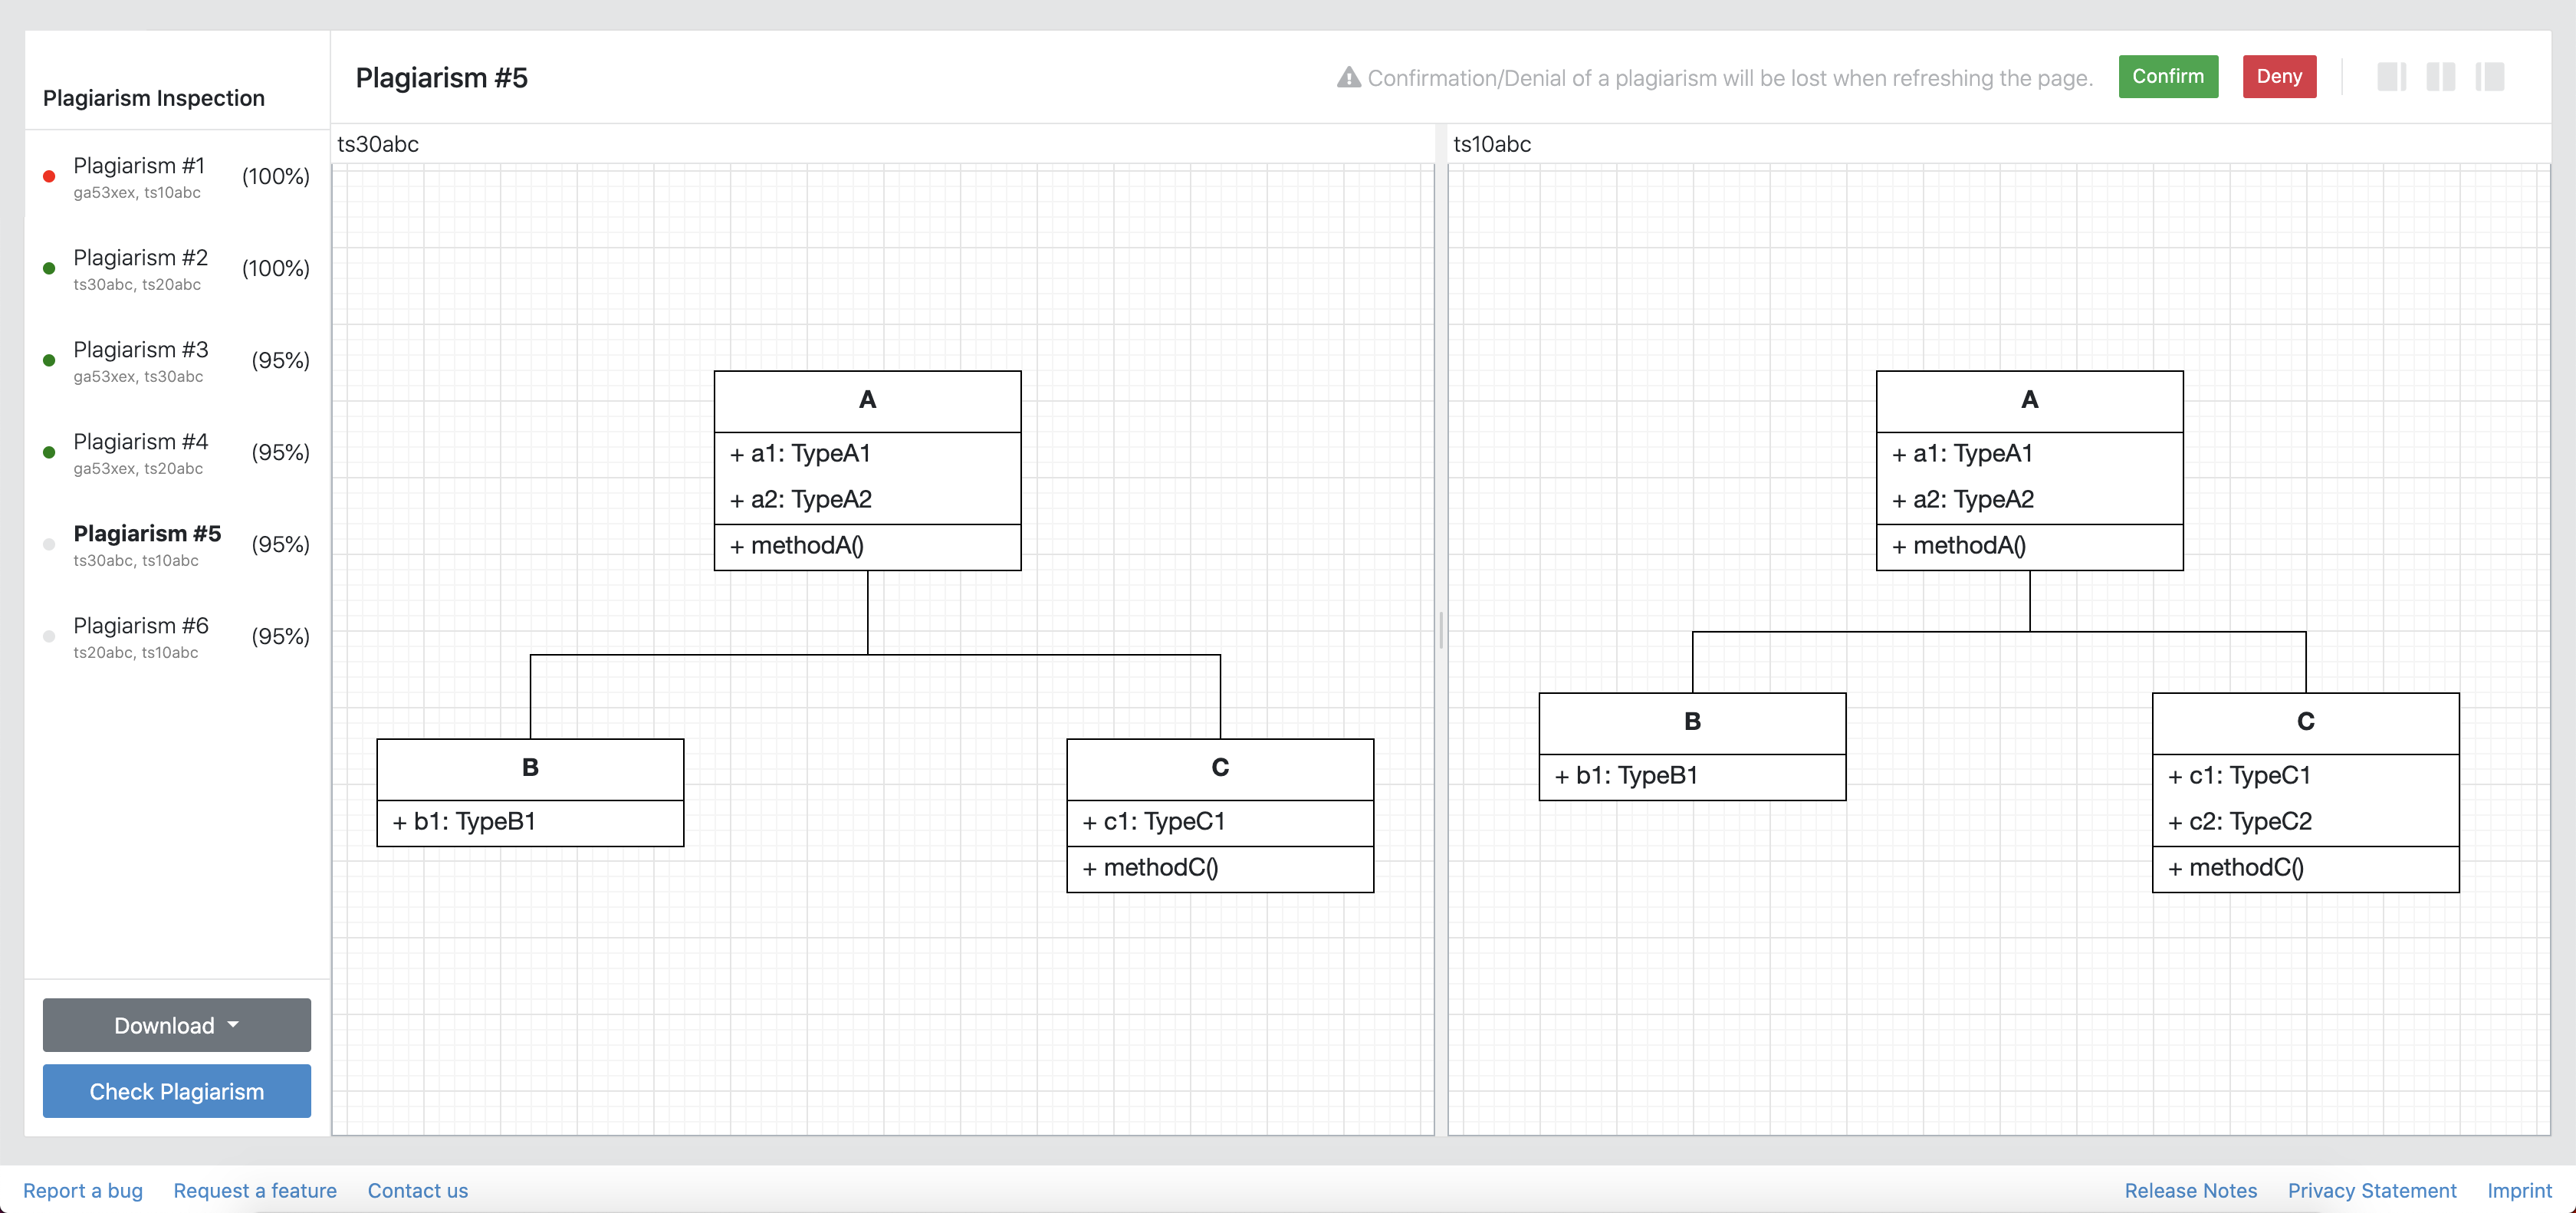 Plagiarism Inspection
Plagiarism #1
(100%)
ga53xex, ts10abc
Plagiarism #2
(100%)
ts30abc, ts20abc
Plagiarism #3
(95%)
ga53xex, ts30abc
Plagiarism #4
(95%)
ga53xex, ts20abc
Plagiarism #5
(95%)
ts30abc, ts10abc
Plagiarism #6
(95%)
ts20abc, ts10abc
Download
Check Plagiarism
Plagiarism #5
Confirmation/Denial of a plagiarism will be lost when refreshing the page.
Confirm
Deny
ts30abc
A
+ a1: TypeA1
+ a2: TypeA2
+ methodA()
B
+ b1: TypeB1
C
+ c1: TypeC1
+ methodC()
ts10abc
A
+ a1: TypeA1
+ a2: TypeA2
+ methodA()
B
+ b1: TypeB1
C
+ c1: TypeC1
+ c2: TypeC2
+ methodC()
Report a bug
Request a feature
Contact us
Release Notes
Privacy Statement
Imprint